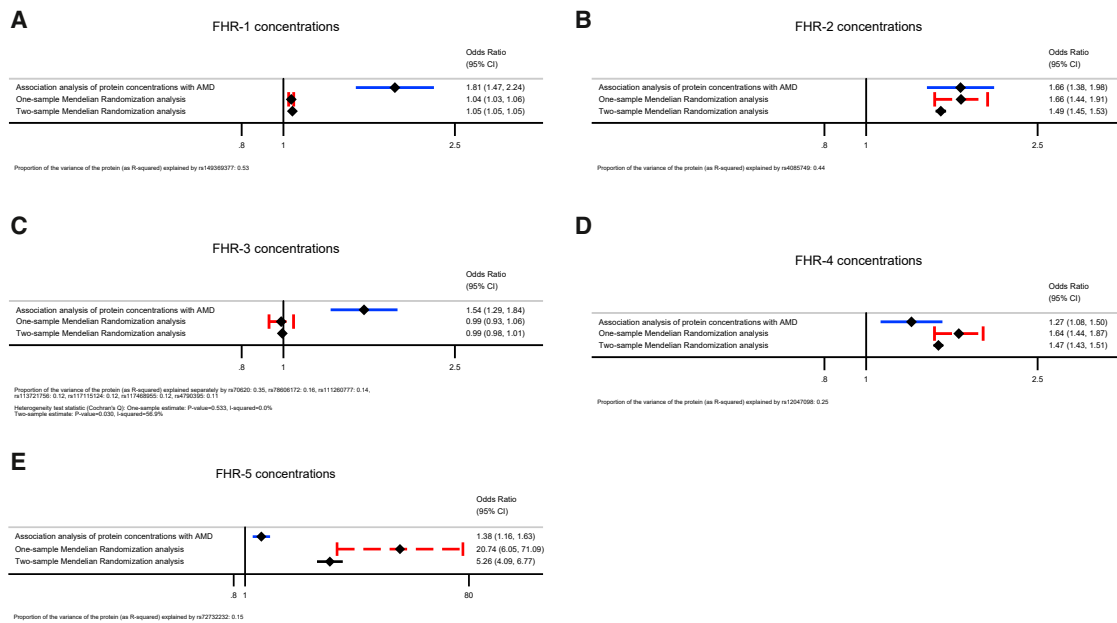 A
FHR-1 concentrations
Odds Ratio
(95% CI)
Association analysis of protein concentrations with AMD 1.81 (1.47, 2.24)
One-sample Mendelian Randomization analysis 1.04 (1.03, 1.06)
Two-sample Mendelian Randomization analysis 1.05 (1.05, 1.05)
.8 1 2.5
Proportion of the variance of the protein (as R-squared) explained by rs149369377: 0.53
B
FHR-2 concentrations
Odds Ratio
(95% CI)
Association analysis of protein concentrations with AMD 1.66 (1.38, 1.98)
One-sample Mendelian Randomization analysis 1.66 (1.44, 1.91)
Two-sample Mendelian Randomization analysis 1.49 (1.45, 1.53)
.8 1 2.5
Proportion of the variance of the protein (as R-squared) explained by rs4085749: 0.44
C
FHR-3 concentrations
Odds Ratio
(95% CI)
Association analysis of protein concentrations with AMD 1.54 (1.29, 1.84)
One-sample Mendelian Randomization analysis 0.99 (0.93, 1.06)
Two-sample Mendelian Randomization analysis 0.99 (0.98, 1.01)
.8 1 2.5
Proportion of the variance of the protein (as R-squared) explained separately by rs70620: 0.35, rs78606172: 0.16, rs111260777: 0.14,
rs113721756: 0.12, rs117115124: 0.12, rs117468955: 0.12, rs4790395: 0.11
Heterogeneity test statistic (Cochran's Q): One-sample estimate: P-value=0.533, I-squared=0.0%
Two-sample estimate: P-value=0.030, I-squared=56.9%
D
FHR-4 concentrations
Odds Ratio
(95% CI)
Association analysis of protein concentrations with AMD 1.27 (1.08, 1.50)
One-sample Mendelian Randomization analysis 1.64 (1.44, 1.87)
Two-sample Mendelian Randomization analysis 1.47 (1.43, 1.51)
.8 1 2.5
Proportion of the variance of the protein (as R-squared) explained by rs12047098: 0.25
E
FHR-5 concentrations
Odds Ratio
(95% CI)
Association analysis of protein concentrations with AMD 1.38 (1.16, 1.63)
One-sample Mendelian Randomization analysis 20.74 (6.05, 71.09)
Two-sample Mendelian Randomization analysis 5.26 (4.09, 6.77)
.8 1 80
Proportion of the variance of the protein (as R-squared) explained by rs72732232: 0.15